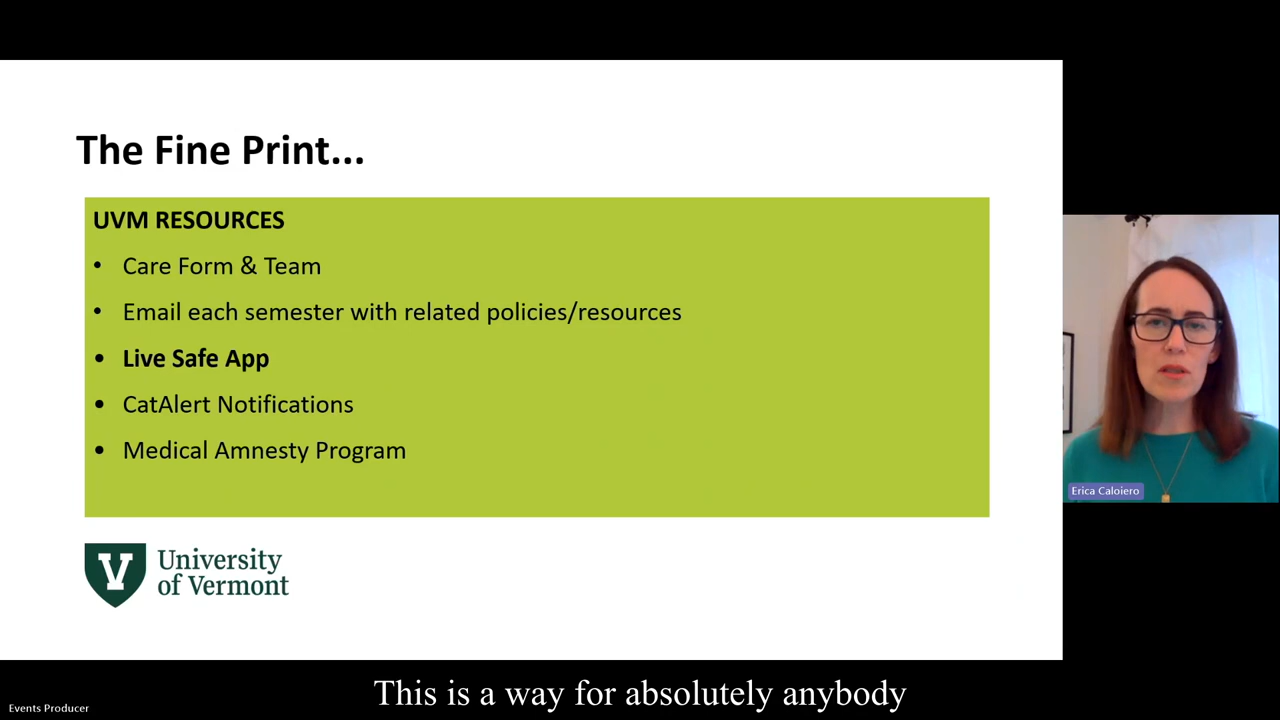 The Fine Print...
UVM RESOURCES
• Care Form & Team
• Email each semester with related policies/resources
• Live Safe App
• CatAlert Notifications
• Medical Amnesty Program
V
University
of Vermont
Erica Caloiero
This is a way for absolutely anybody
Events Producer